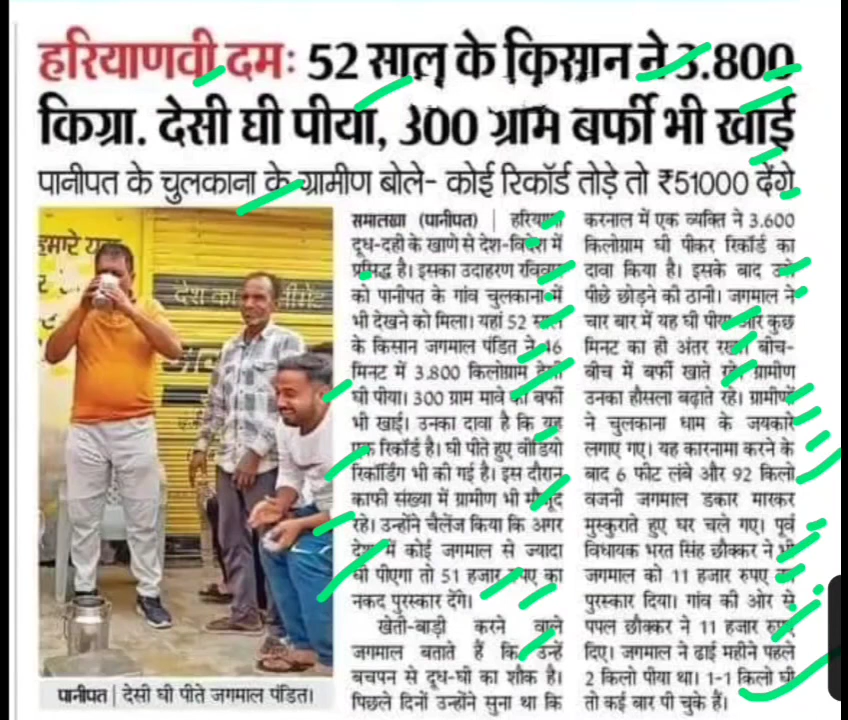 हरियाणवी दमः 52 साल के किसान ने 3.800
किग्रा. देसी घी पीया, 300 ग्राम बर्फी भी खाई
पानीपत के चुलकाना के ग्रामीण बोले- कोई रिकॉर्ड तोड़े तो ₹51000 देंगे
हमारे
देश का
समालखा (पानीपत) | हरियाणा
दूध-दही के खाणे से देश-विदेश में
प्रसिद्ध है। इसका उदाहरण रविवार
को पानीपत के गांव चुलकाना में
भी देखने को मिला। यहां 52 साल
के किसान जगमाल पंडित ने 46
मिनट में 3.800 किलोग्राम देसी
घी पीया। 300 ग्राम मावे की बर्फी
भी खाई। उनका दावा है कि यह
एक रिकॉर्ड है। घी पीते हुए वीडियो
रिकॉर्डिंग भी की गई है। इस दौरान
काफी संख्या में ग्रामीण भी मौजूद
रहे। उन्होंने चैलेंज किया कि अगर
देश में कोई जगमाल से ज्यादा
घी पीएगा तो 51 हजार रुपए का
नकद पुरस्कार देंगे।
खेती-बाड़ी करने वाले
जगमाल बताते हैं कि उन्हें
बचपन से दूध-घी का शौक है।
पिछले दिनों उन्होंने सुना था कि
करनाल में एक व्यक्ति ने 3.600
किलोग्राम घी पीकर रिकॉर्ड का
दावा किया है। इसके बाद उसे
पीछे छोड़ने की ठानी। जगमाल ने
चार बार में यह घी पीया और कुछ
मिनट का ही अंतर रखा। बीच-
बीच में बर्फी खाते रहे। ग्रामीण
उनका हौसला बढ़ाते रहे। ग्रामीणों
ने चुलकाना धाम के जयकारे
लगाए गए। यह कारनामा करने के
बाद 6 फीट लंबे और 92 किलो
वजनी जगमाल डकार मारकर
मुस्कुराते हुए घर चले गए। पूर्व
विधायक भरत सिंह छौक्कर ने भी
जगमाल को 11 हजार रुपए का
पुरस्कार दिया। गांव की ओर से
पपल छौक्कर ने 11 हजार रुपए
दिए। जगमाल ने ढाई महीने पहले
2 किलो पीया था। 1-1 किलो घी
तो कई बार पी चुके हैं।
पानीपत | देसी घी पीते जगमाल पंडित।